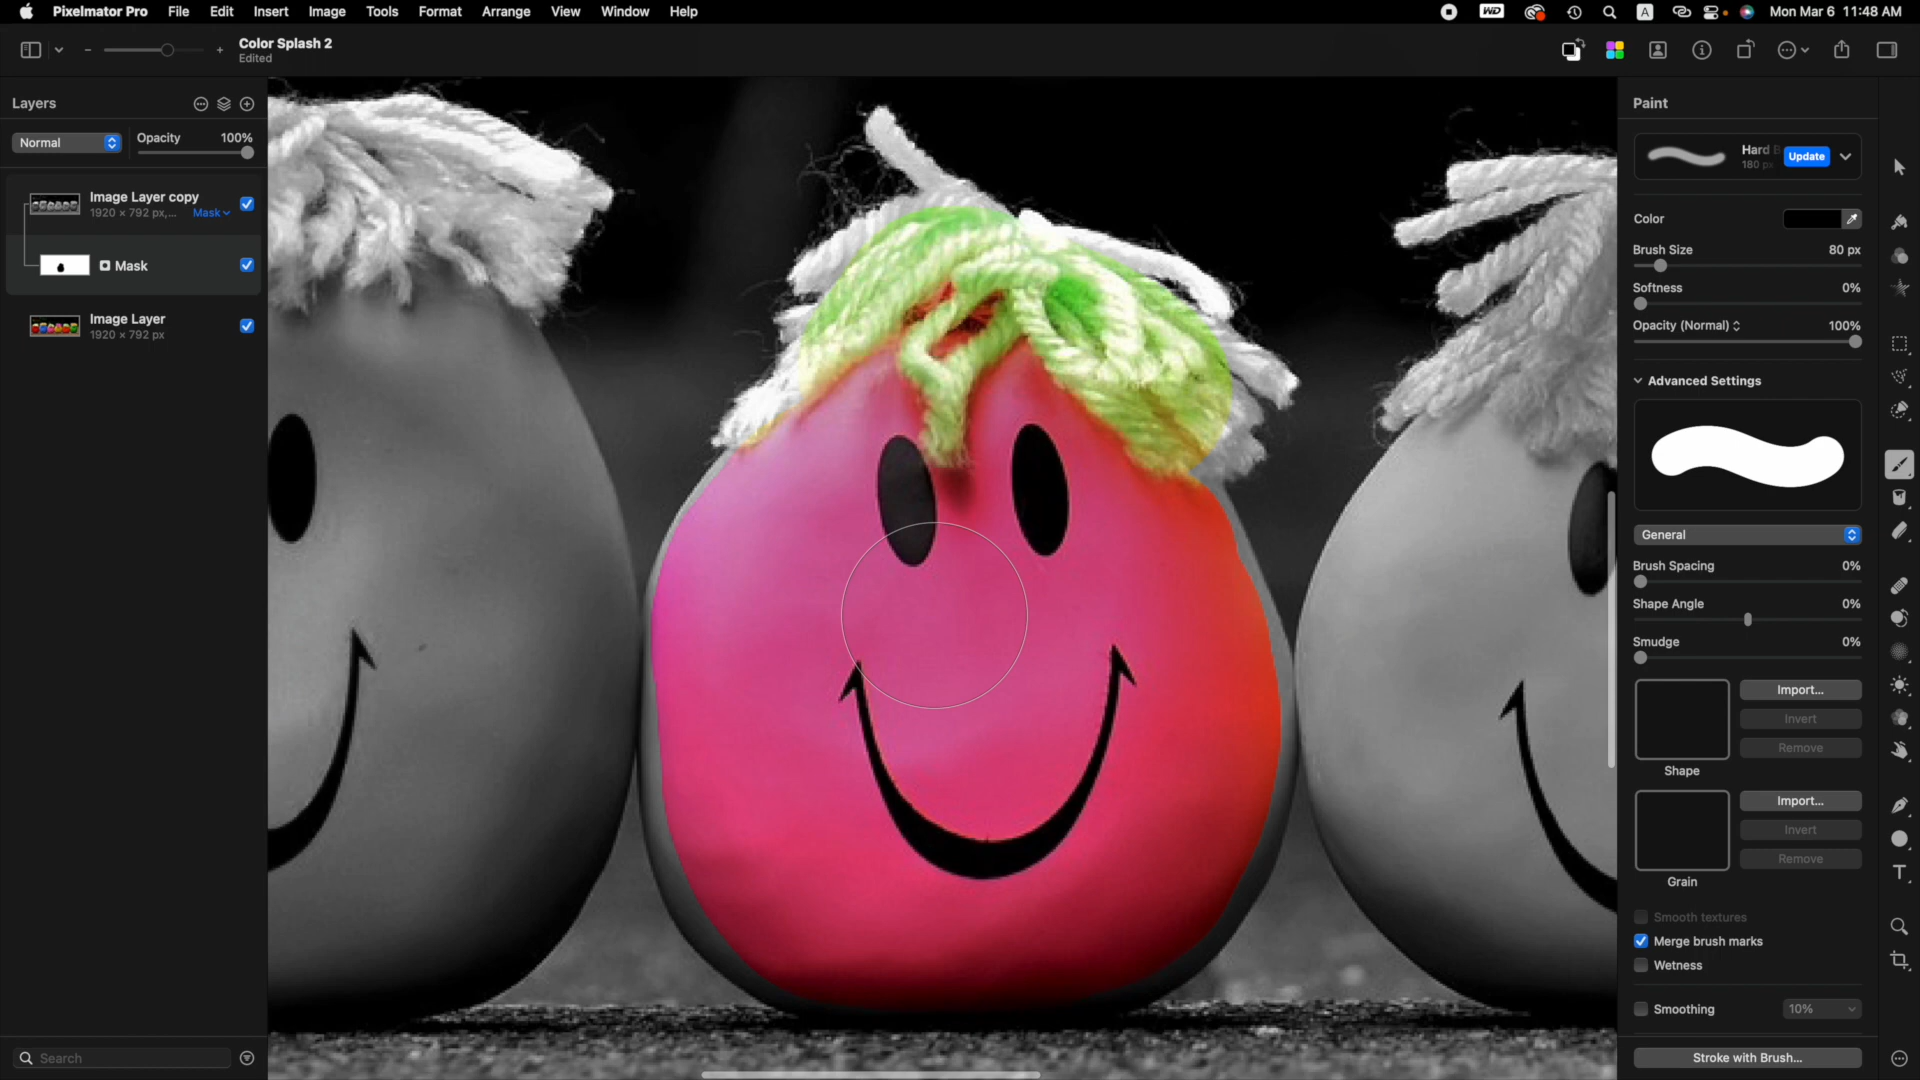 Pixelmator Pro File Edit Insert Image Tools Format Arrange View Window Help
WD A Mon Mar 6 11:48 AM
Color Splash 2
Edited
Layers
Normal
Opacity 100%
Image Layer copy
1920 × 792 px,... Mask
Mask
Image Layer
1920 × 792 px
Search
Paint
Hard
180 px
Update
Color
Brush Size 80 px
Softness 0%
Opacity (Normal) 100%
Advanced Settings
General
Brush Spacing 0%
Shape Angle 0%
Smudge 0%
Import...
Invert
Remove
Shape
Import...
Invert
Remove
Grain
Smooth textures
Merge brush marks
Wetness
Smoothing 10%
Stroke with Brush...
T